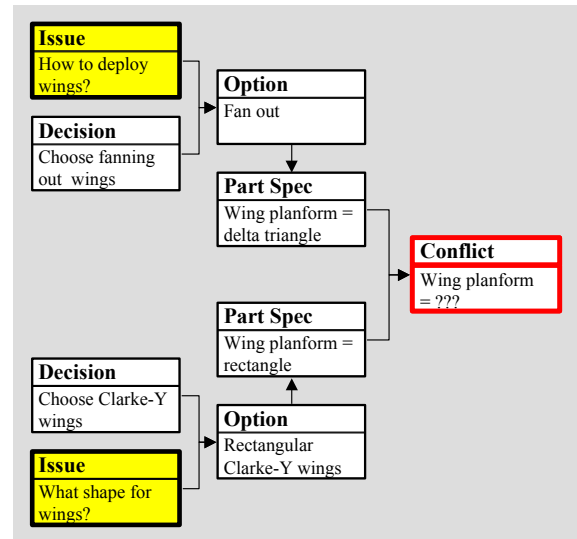 Issue
How to deploy
wings?
Option
Fan out
Decision
Choose fanning
out wings
Part Spec
Wing planform =
delta triangle
Conflict
Wing planform
= ???
Part Spec
Wing planform =
rectangle
Decision
Choose Clarke-Y
wings
Option
Rectangular
Clarke-Y wings
Issue
What shape for
wings?